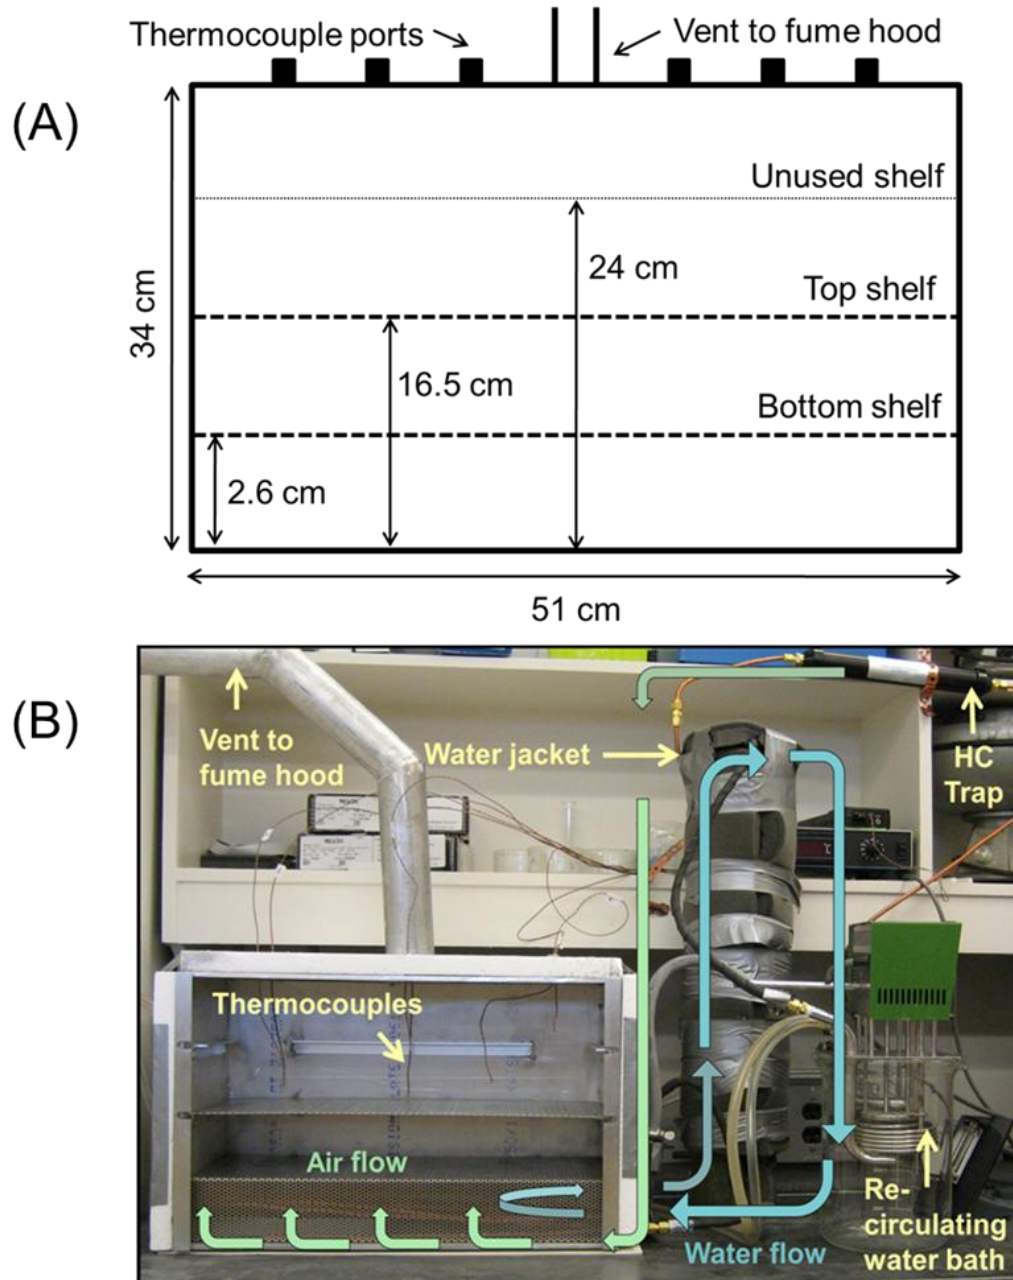 Thermocouple ports
Vent to fume hood
(A)
Unused shelf
24 cm
Top shelf
34 cm
16.5 cm
Bottom shelf
2.6 cm
51 cm
(B)
Vent to
fume hood
Water jacket
HC
Trap
Thermocouples
Air flow
Re-
circulating
water bath
Water flow